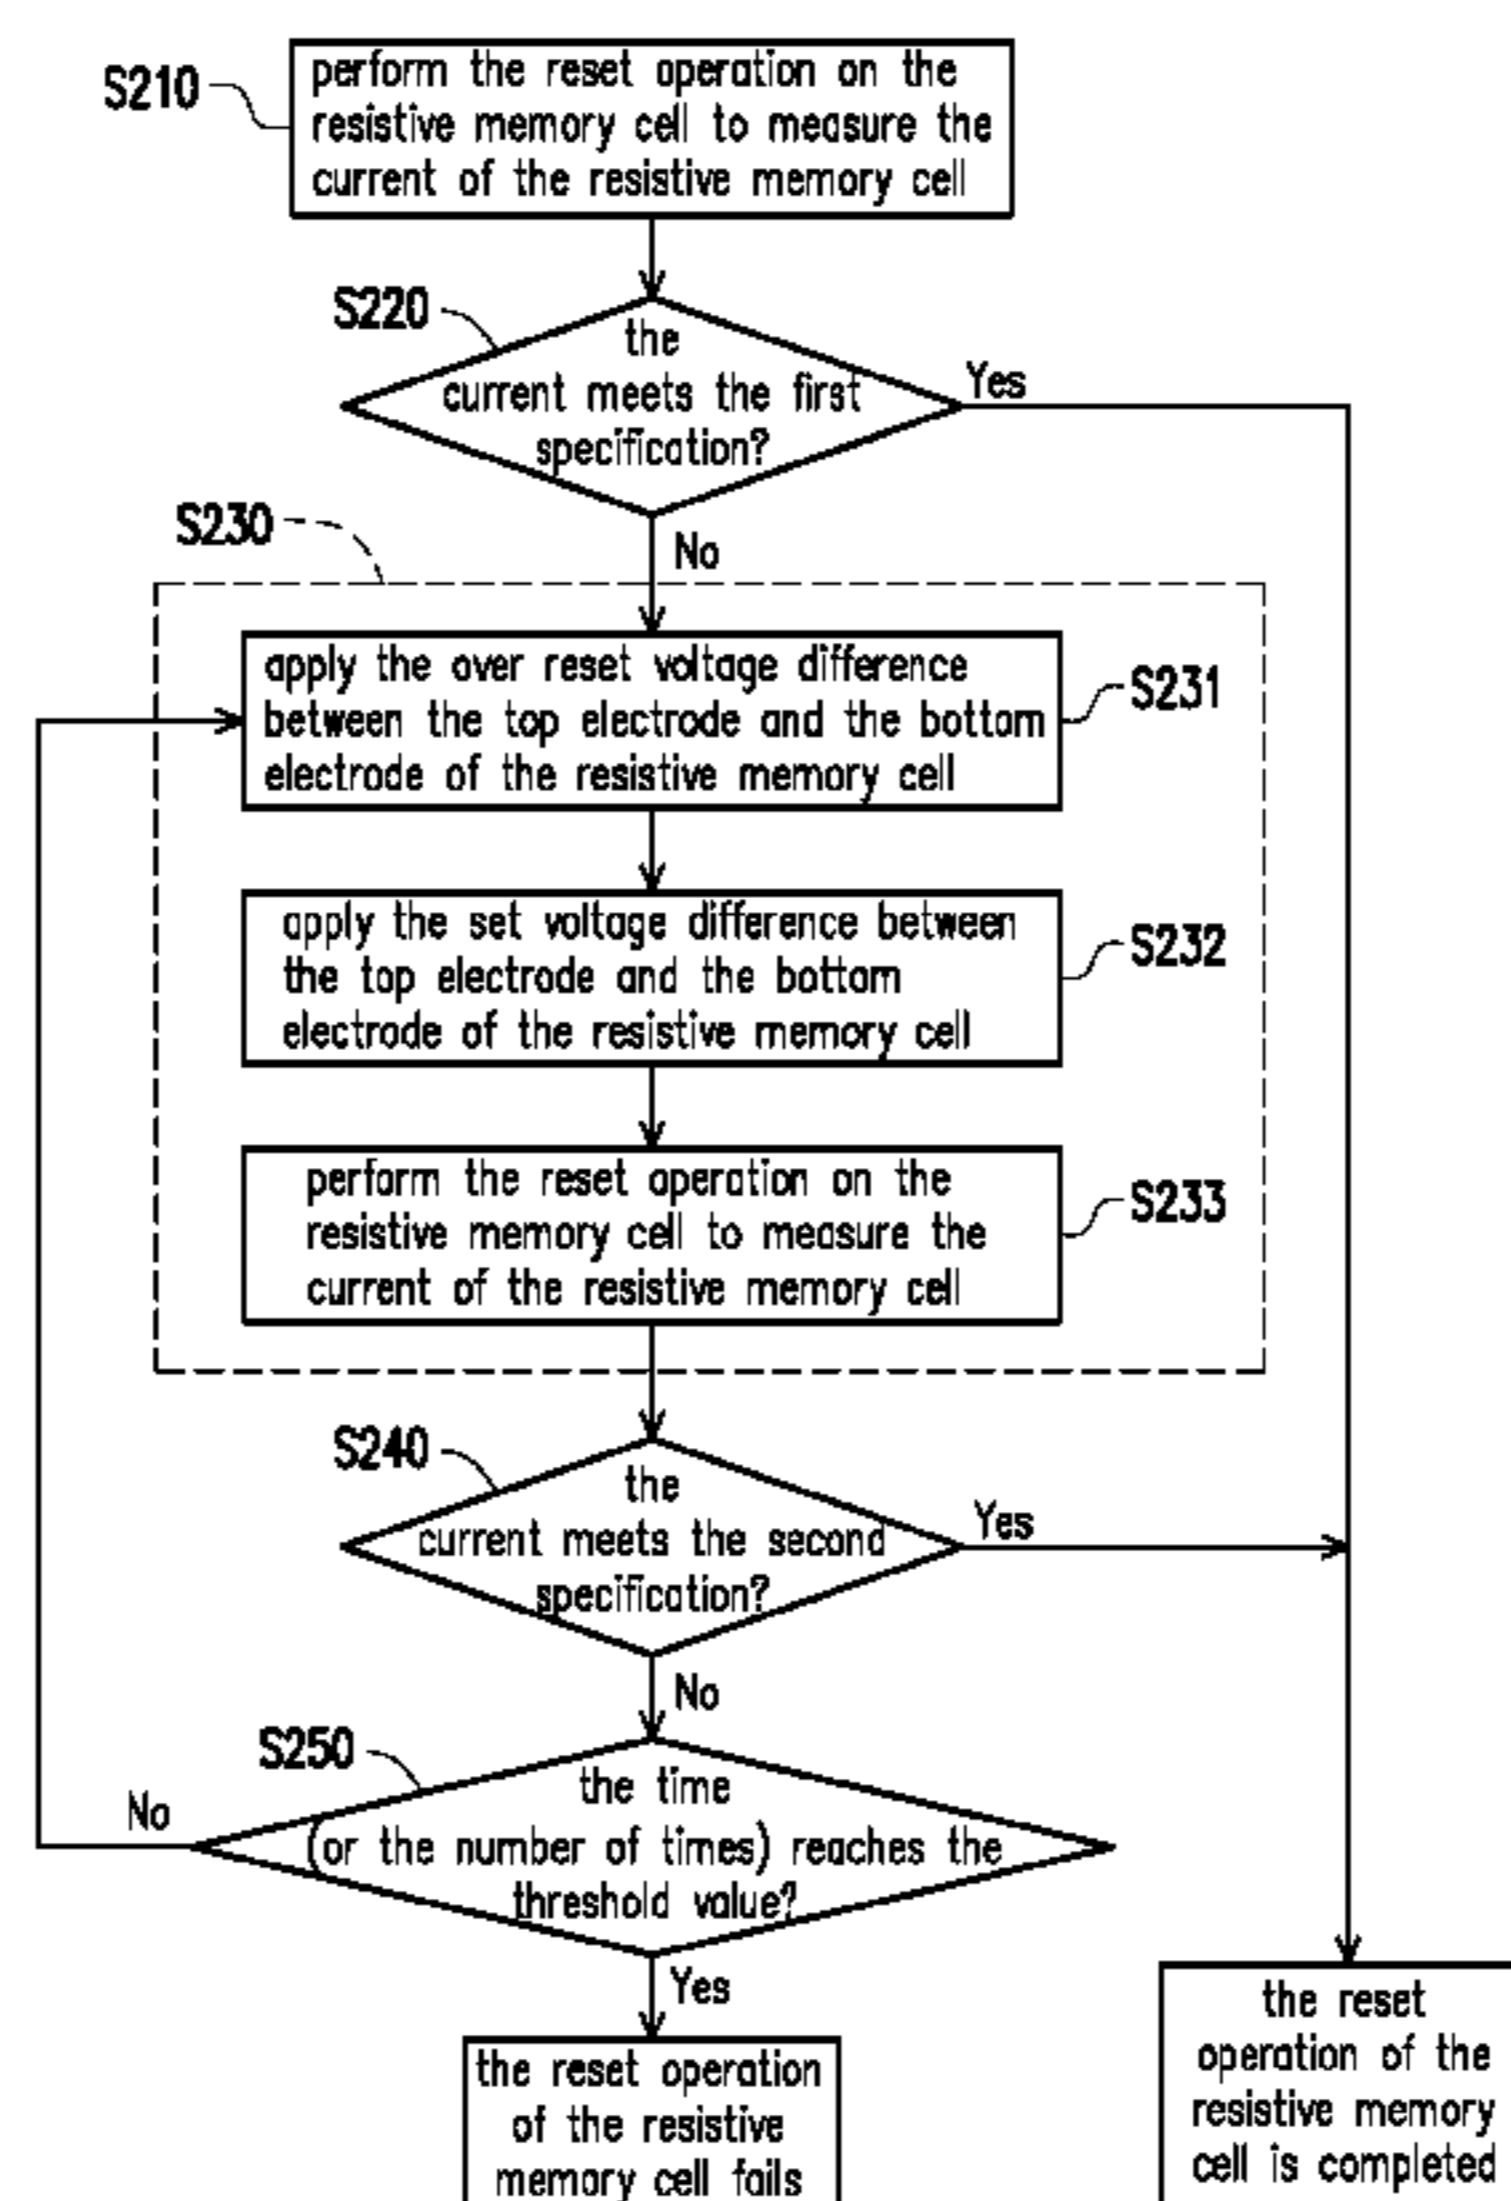 S210
perform the reset operation on the
resistive memory cell to measure the
current of the resistive memory cell
S220
the
current meets the first
specification?
Yes
No
S230
apply the over reset voltage difference
between the top electrode and the bottom
electrode of the resistive memory cell
S231
apply the set voltage difference between
the top electrode and the bottom
electrode of the resistive memory cell
S232
perform the reset operation on the
resistive memory cell to measure the
current of the resistive memory cell
S233
S240
the
current meets the second
specification?
Yes
No
S250
the time
(or the number of times) reaches the
threshold value?
No
Yes
the reset operation
of the resistive
memory cell fails
the reset
operation of the
resistive memory
cell is completed